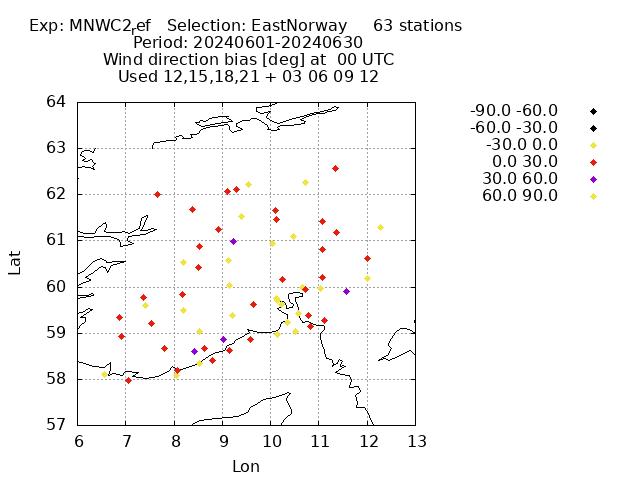 Exp: MNWC2_ref   Selection: EastNorway     63 stations
Period: 20240601-20240630
Wind direction bias [deg] at  00 UTC
Used 12,15,18,21 + 03 06 09 12
-90.0 -60.0
-60.0 -30.0
-30.0 0.0
0.0 30.0
30.0 60.0
60.0 90.0
64
63
62
61
60
59
58
57
Lat
6 7 8 9 10 11 12 13
Lon